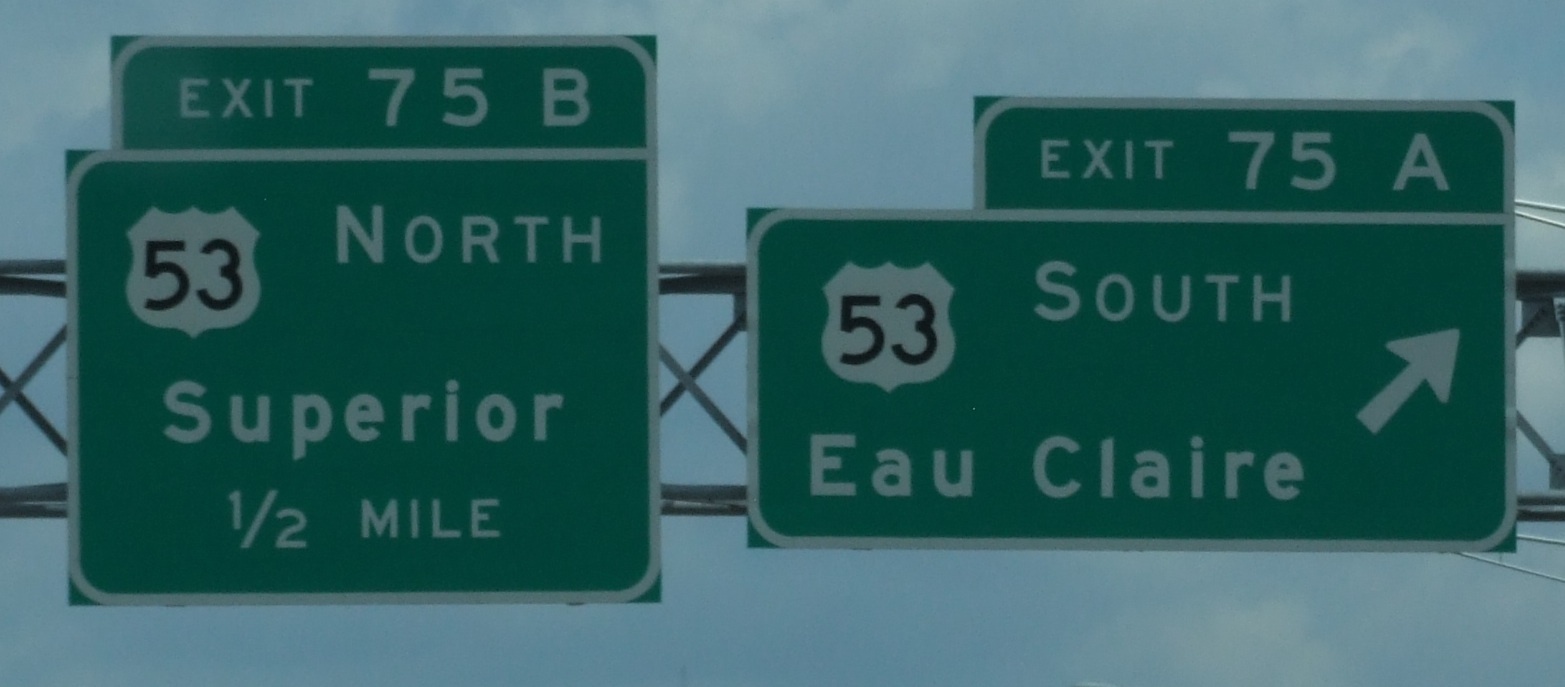 EXIT 75 B
53 NORTH
Superior
1/2 MILE
EXIT 75 A
53 SOUTH
Eau Claire